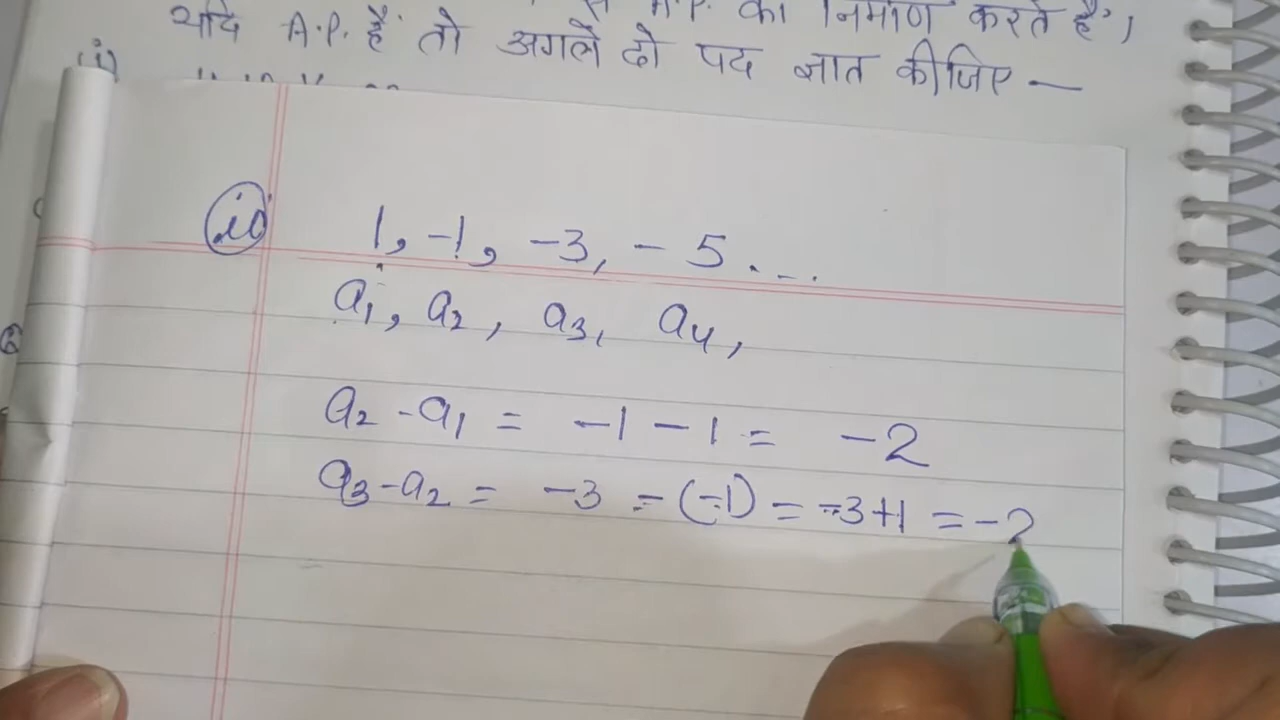 से A.P. का निर्माण करते हैं।
यदि A.P. है तो अगले दो पद ज्ञात कीजिए —
(i)
(ii) 1, -1, -3, -5 ...
a₁, a₂, a₃, a₄,
a₂ - a₁ = -1 - 1 = -2
a₃ - a₂ = -3 - (-1) = -3+1 = -2